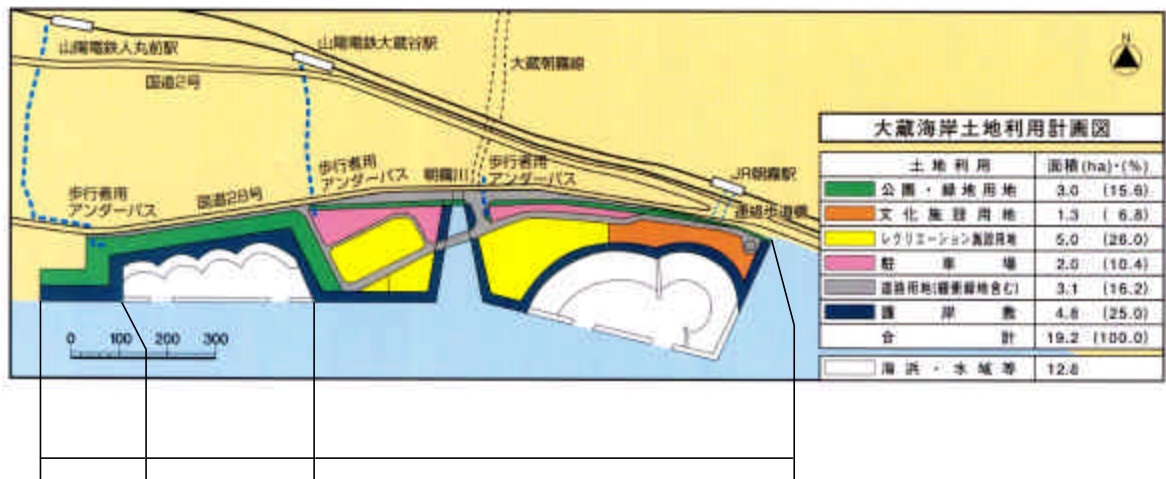 山陽電鉄人丸前駅
山陽電鉄大蔵谷駅
大蔵朝霧線
N
国道2号
歩行者用
アンダーパス
国道28号
歩行者用
アンダーパス
朝霧川
歩行者用
アンダーパス
JR朝霧駅
連絡歩道橋
0 100 200 300
大蔵海岸土地利用計画図
土地利用 面積(ha)・(%)
公園・緑地用地 3.0 (15.6)
文化施設用地 1.3 ( 6.8)
レクリエーション施設用地 5.0 (26.0)
駐車場 2.0 (10.4)
道路用地(緩衝緑地含む) 3.1 (16.2)
護岸敷 4.8 (25.0)
合計 19.2 (100.0)
海浜・水域等 12.8